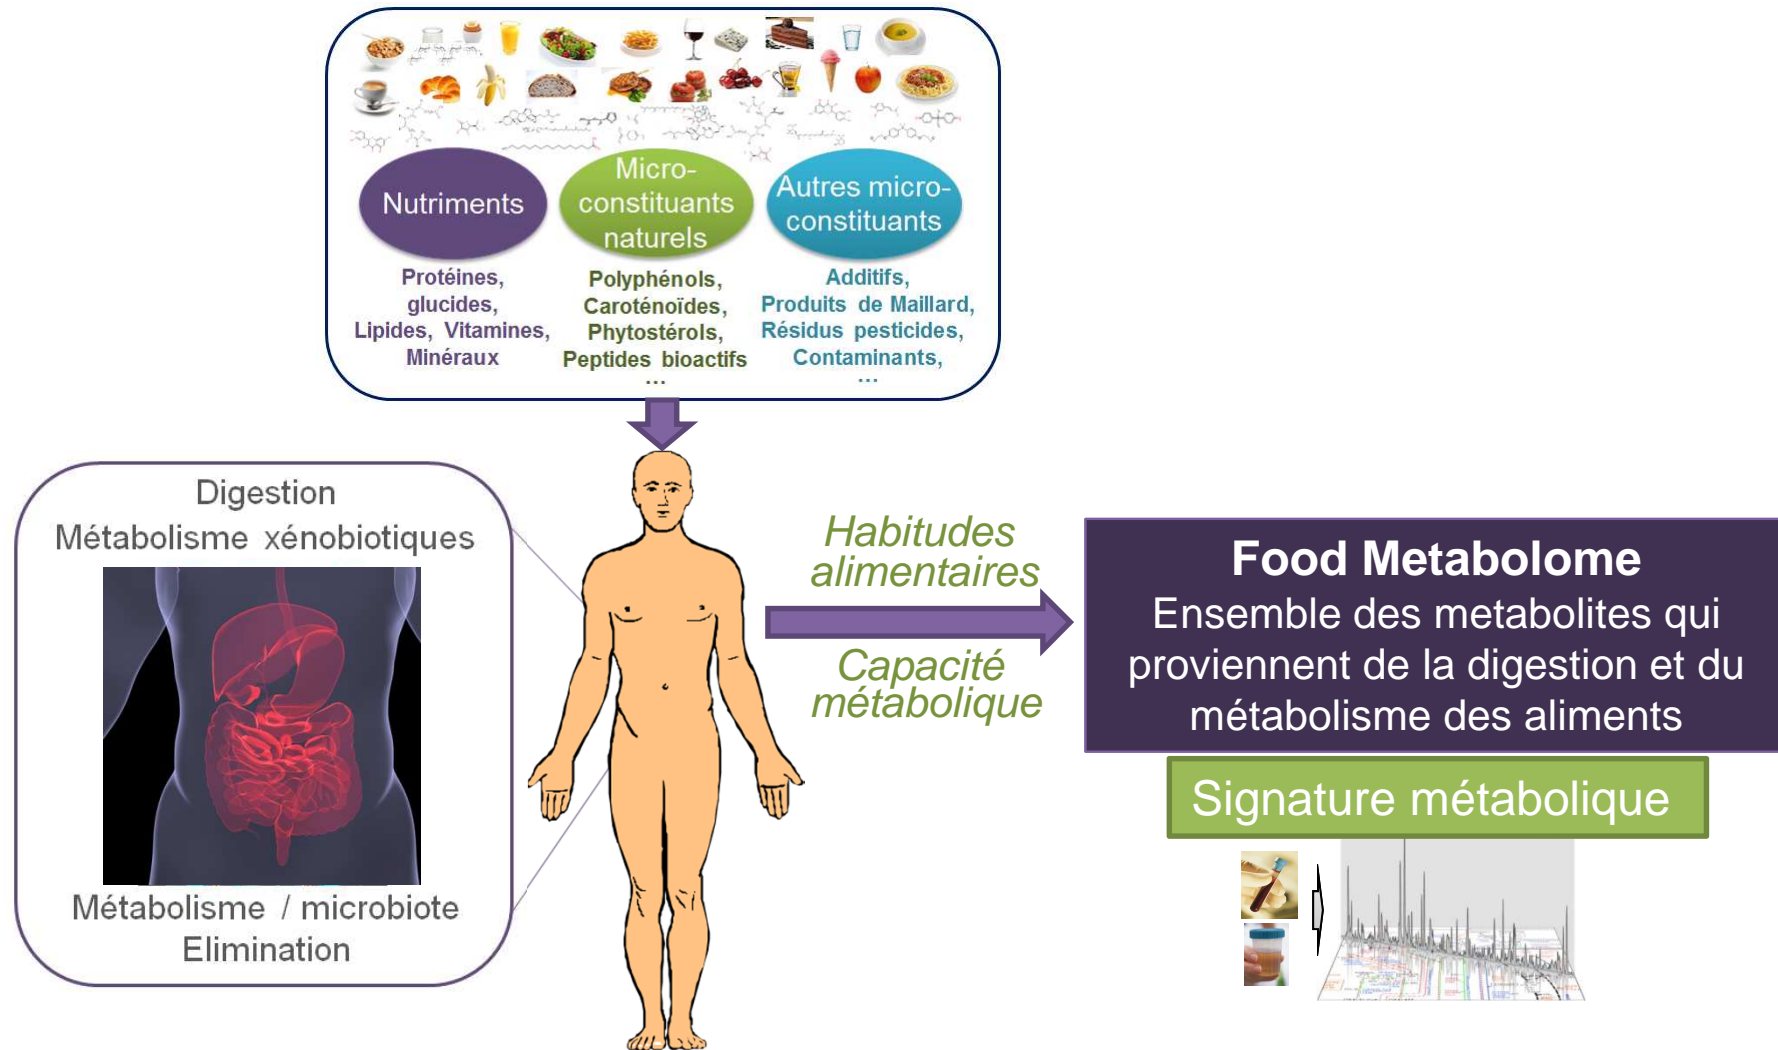 Nutriments
Micro-
constituants
naturels
Autres micro-
constituants
Protéines,
glucides,
Lipides, Vitamines,
Minéraux
Polyphénols,
Caroténoïdes,
Phytostérols,
Peptides bioactifs
...
Additifs,
Produits de Maillard,
Résidus pesticides,
Contaminants,
...
Digestion
Métabolisme xénobiotiques
Métabolisme / microbiote
Elimination
Habitudes
alimentaires
Capacité
métabolique
Food Metabolome
Ensemble des metabolites qui
proviennent de la digestion et du
métabolisme des aliments
Signature métabolique